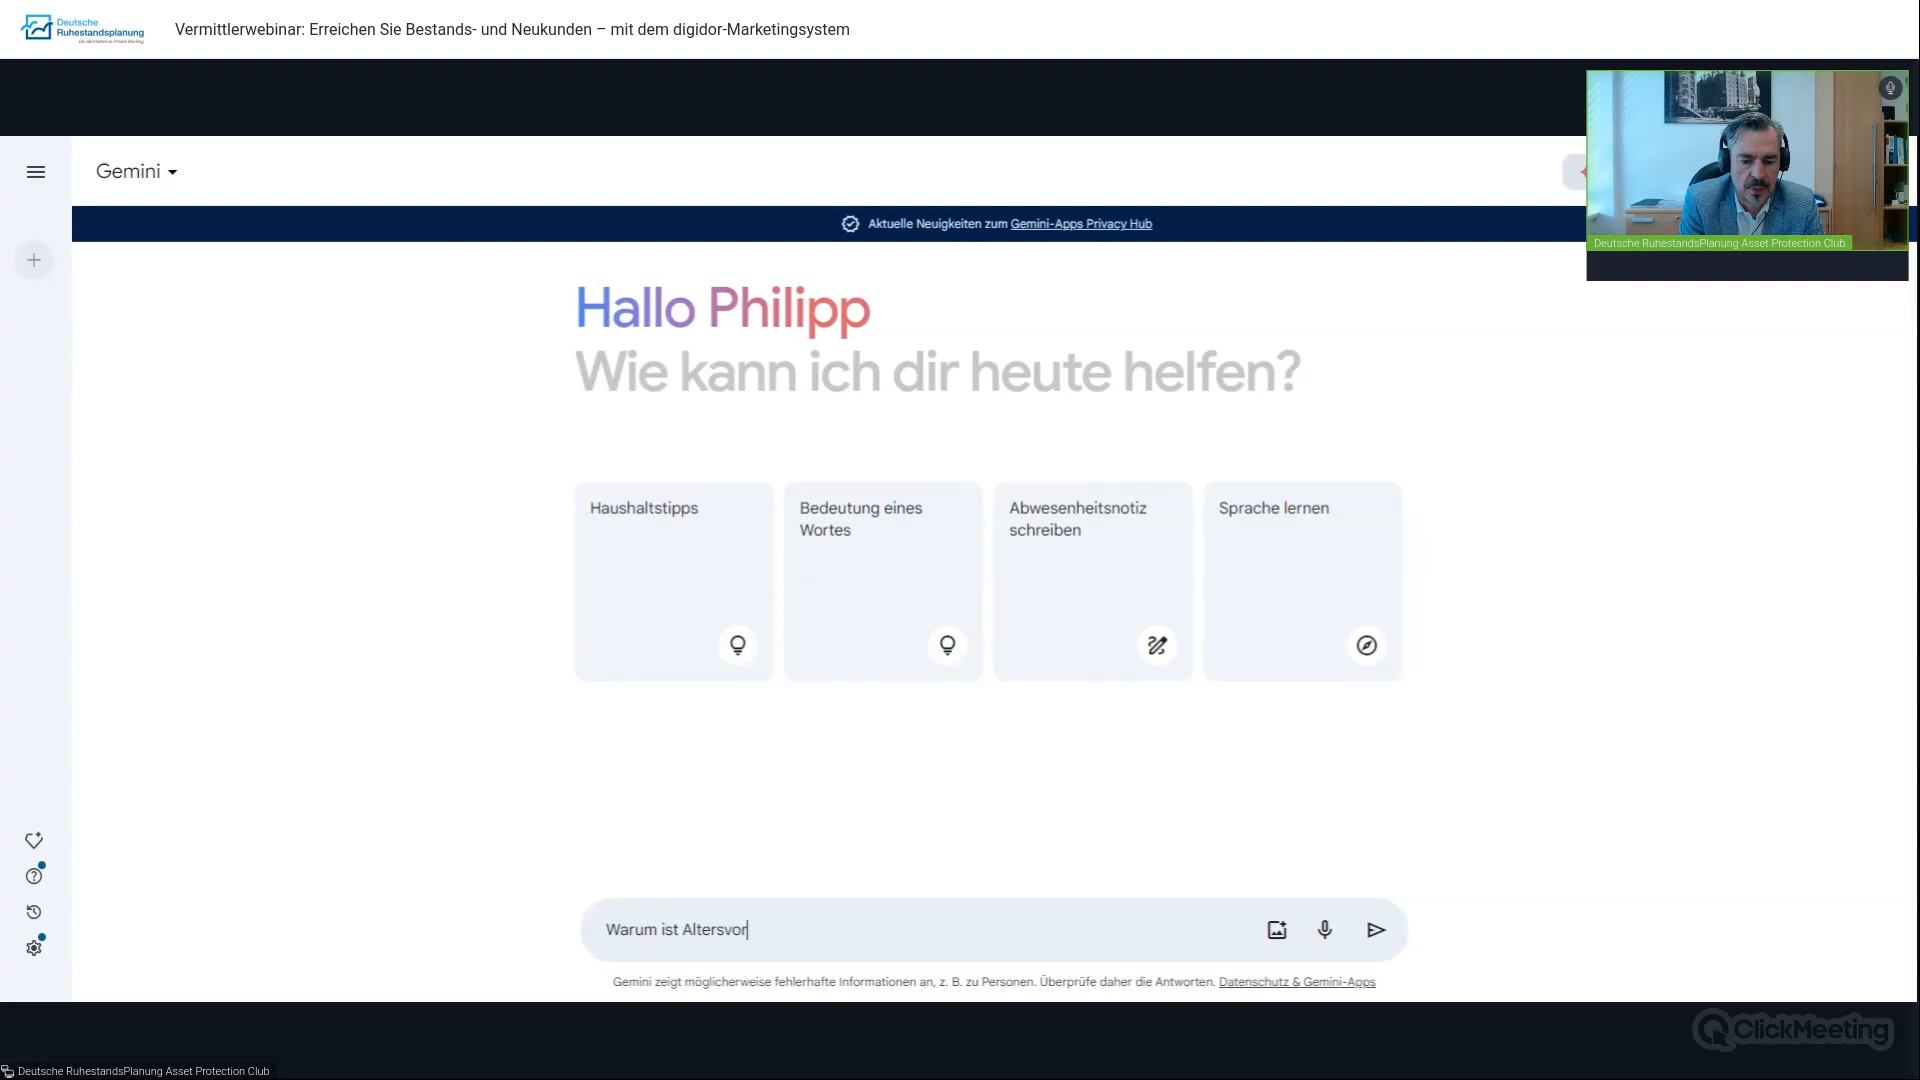 Deutsche
Ruhestandsplanung
Vermittlerwebinar: Erreichen Sie Bestands- und Neukunden – mit dem digidor-Marketingsystem
Gemini
Aktuelle Neuigkeiten zum Gemini-Apps Privacy Hub
Deutsche RuhestandsPlanung Asset Protection Club
Hallo Philipp
Wie kann ich dir heute helfen?
Haushaltstipps
Bedeutung eines
Wortes
Abwesenheitsnotiz
schreiben
Sprache lernen
Warum ist Altersvor
Gemini zeigt möglicherweise fehlerhafte Informationen an, z. B. zu Personen. Überprüfe daher die Antworten. Datenschutz & Gemini-Apps
ClickMeeting
Deutsche RuhestandsPlanung Asset Protection Club